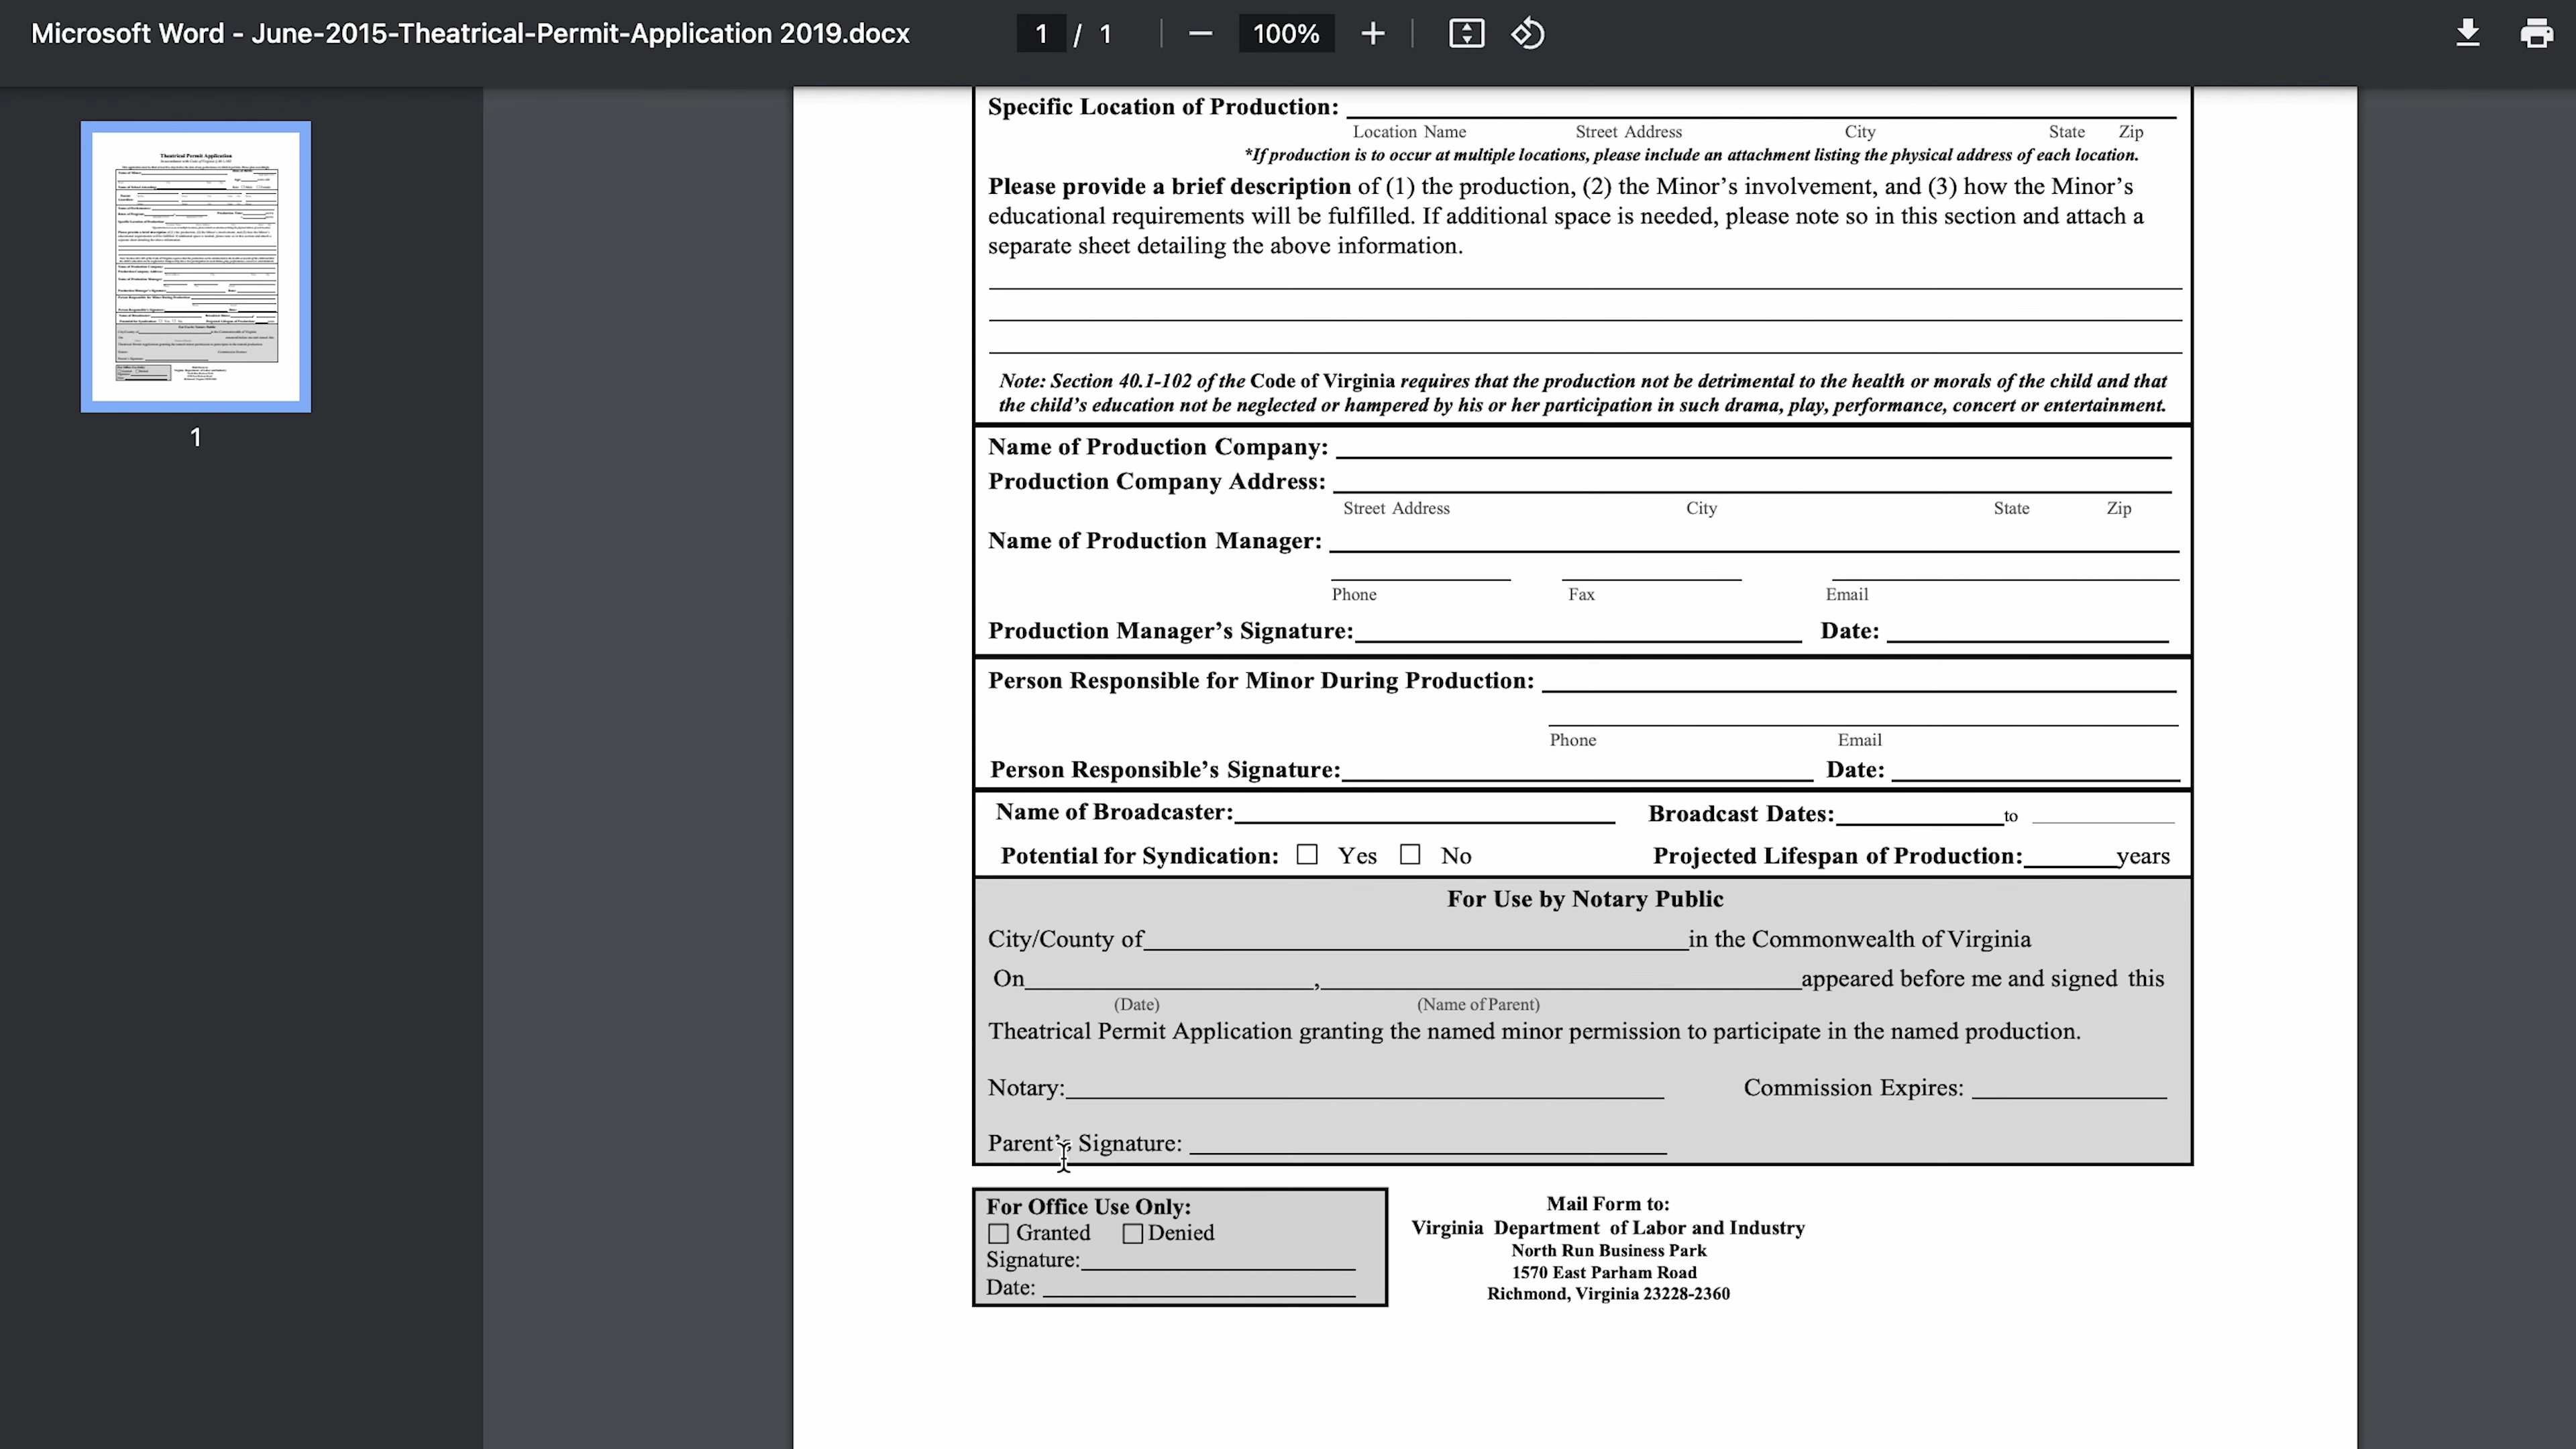 Microsoft Word - June-2015-Theatrical-Permit-Application 2019.docx
1 / 1
100%
1
Specific Location of Production:
Location Name Street Address City State Zip
*If production is to occur at multiple locations, please include an attachment listing the physical address of each location.
Please provide a brief description of (1) the production, (2) the Minor's involvement, and (3) how the Minor's
educational requirements will be fulfilled. If additional space is needed, please note so in this section and attach a
separate sheet detailing the above information.
Note: Section 40.1-102 of the Code of Virginia requires that the production not be detrimental to the health or morals of the child and that
the child's education not be neglected or hampered by his or her participation in such drama, play, performance, concert or entertainment.
Name of Production Company:
Production Company Address:
Street Address City State Zip
Name of Production Manager:
Phone Fax Email
Production Manager's Signature: Date:
Person Responsible for Minor During Production:
Phone Email
Person Responsible's Signature: Date:
Name of Broadcaster: Broadcast Dates: to
Potential for Syndication: Yes No Projected Lifespan of Production: years
For Use by Notary Public
City/County of in the Commonwealth of Virginia
On , appeared before me and signed this
(Date) (Name of Parent)
Theatrical Permit Application granting the named minor permission to participate in the named production.
Notary: Commission Expires:
Parent's Signature:
For Office Use Only:
Granted Denied
Signature:
Date:
Mail Form to:
Virginia Department of Labor and Industry
North Run Business Park
1570 East Parham Road
Richmond, Virginia 23228-2360